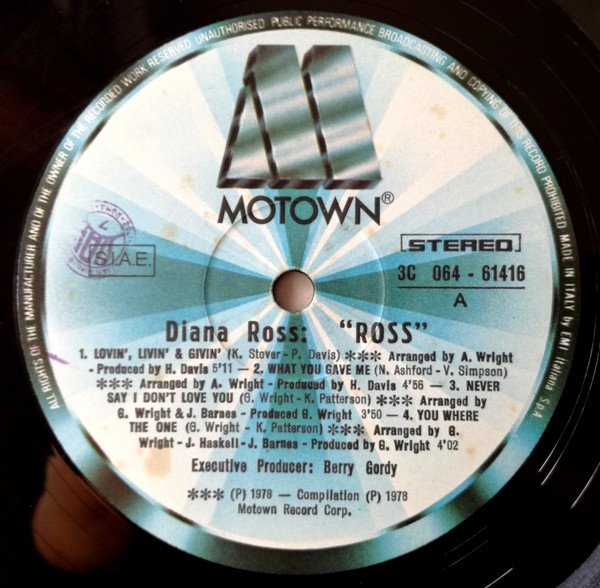 ALL RIGHTS OF THE MANUFACTURER AND OF THE OWNER OF THE RECORDED WORK RESERVED UNAUTHORISED PUBLIC PERFORMANCE BROADCASTING AND COPYING OF THIS RECORD PROHIBITED MADE IN ITALY by EMI Italiana S.p.A.
MOTOWN®
S.I.A.E.
STEREO
3C 064 - 61416
A
Diana Ross: "ROSS"
1. LOVIN', LIVIN' & GIVIN' (K. Stover - P. Davis) *** Arranged by A. Wright
- Produced by H. Davis 5'11 — 2. WHAT YOU GAVE ME (N. Ashford - V. Simpson)
*** Arranged by A. Wright - Produced by H. Davis 4'56 — 3. NEVER
SAY I DON'T LOVE YOU (G. Wright - K. Patterson) *** Arranged by
G. Wright & J. Barnes - Produced G. Wright 3'50 — 4. YOU WHERE
THE ONE (G. Wright - K. Patterson) *** Arranged by G.
Wright - J. Haskell - J. Barnes - Produced by G. Wright 4'02
Executive Producer: Berry Gordy
*** (P) 1978 — Compilation (P) 1978
Motown Record Corp.